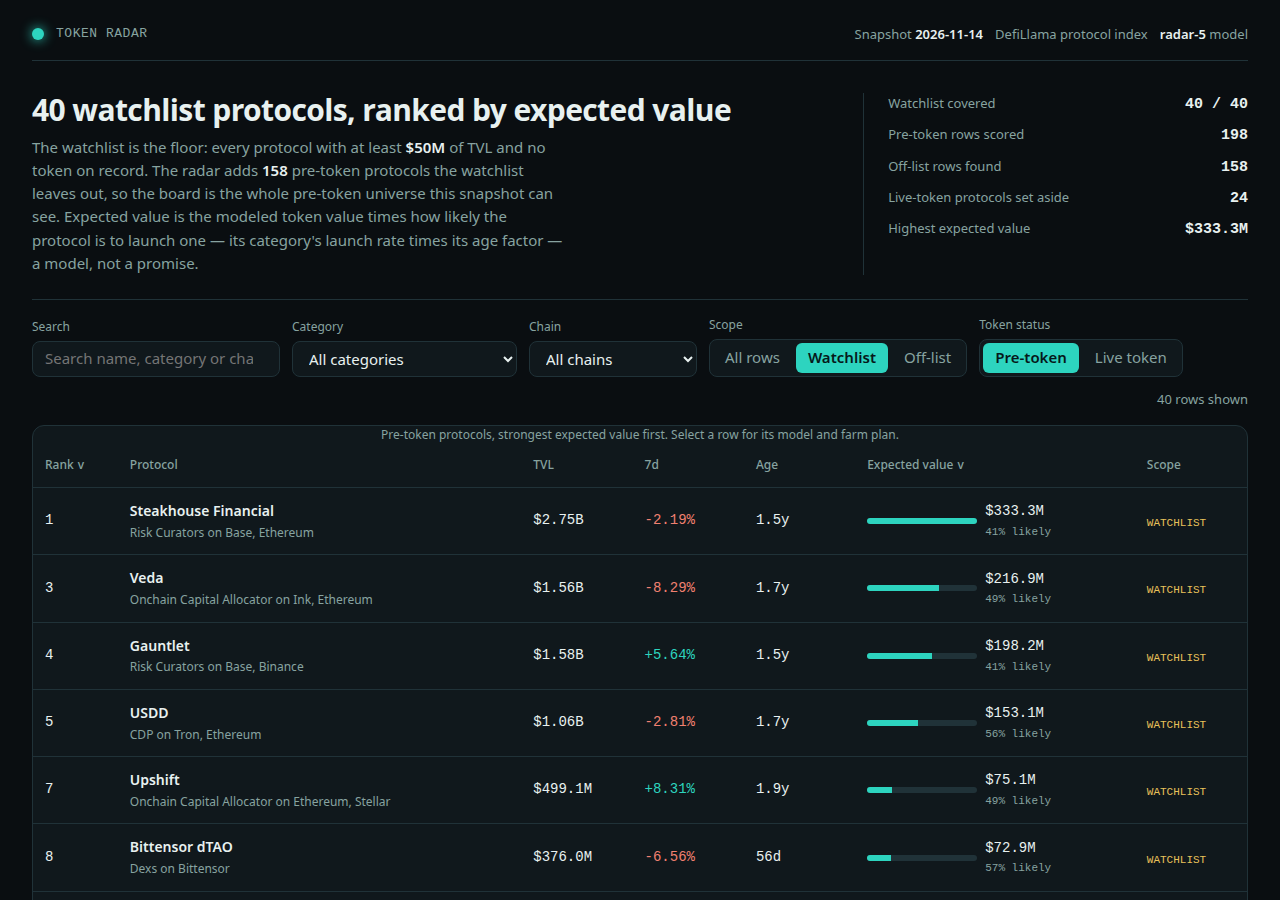 TOKEN RADAR
Snapshot 2026-11-14 DefiLlama protocol index radar-5 model
40 watchlist protocols, ranked by expected value
The watchlist is the floor: every protocol with at least $50M of TVL and no
token on record. The radar adds 158 pre-token protocols the watchlist
leaves out, so the board is the whole pre-token universe this snapshot can
see. Expected value is the modeled token value times how likely the
protocol is to launch one — its category's launch rate times its age factor —
a model, not a promise.
Watchlist covered 40 / 40
Pre-token rows scored 198
Off-list rows found 158
Live-token protocols set aside 24
Highest expected value $333.3M
Search Category Chain Scope Token status
Search name, category or cha All categories All chains All rows Watchlist Off-list Pre-token Live token
40 rows shown
Pre-token protocols, strongest expected value first. Select a row for its model and farm plan.
Rank v Protocol TVL 7d Age Expected value v Scope
1 Steakhouse Financial $2.75B -2.19% 1.5y $333.3M WATCHLIST
Risk Curators on Base, Ethereum 41% likely
3 Veda $1.56B -8.29% 1.7y $216.9M WATCHLIST
Onchain Capital Allocator on Ink, Ethereum 49% likely
4 Gauntlet $1.58B +5.64% 1.5y $198.2M WATCHLIST
Risk Curators on Base, Binance 41% likely
5 USDD $1.06B -2.81% 1.7y $153.1M WATCHLIST
CDP on Tron, Ethereum 56% likely
7 Upshift $499.1M +8.31% 1.9y $75.1M WATCHLIST
Onchain Capital Allocator on Ethereum, Stellar 49% likely
8 Bittensor dTAO $376.0M -6.56% 56d $72.9M WATCHLIST
Dexs on Bittensor 57% likely